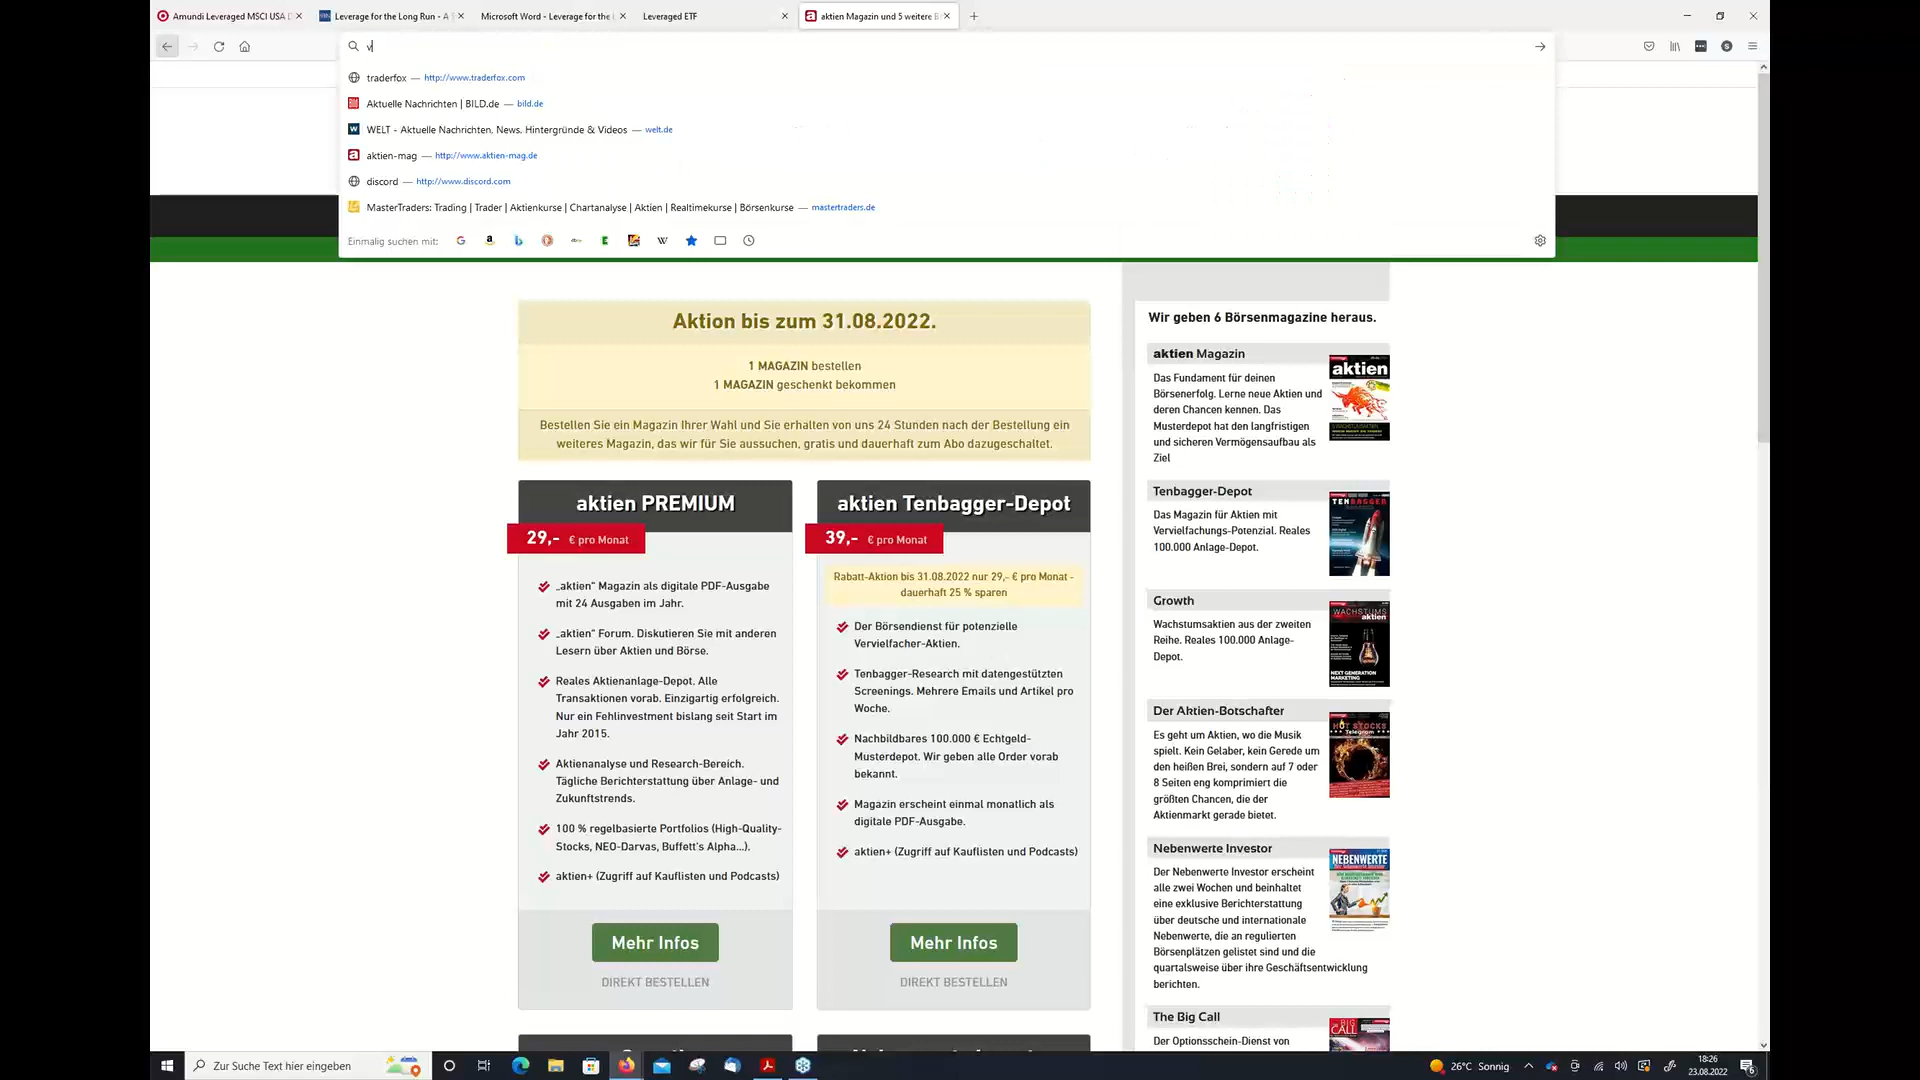 Amundi Leveraged MSCI USA D
Leverage for the Long Run - A S
Microsoft Word - Leverage for the L
Leveraged ETF
aktien Magazin und 5 weitere B
v
traderfox — http://www.traderfox.com
Aktuelle Nachrichten | BILD.de — bild.de
WELT - Aktuelle Nachrichten, News, Hintergründe & Videos — welt.de
aktien-mag — http://www.aktien-mag.de
discord — http://www.discord.com
MasterTraders: Trading | Trader | Aktienkurse | Chartanalyse | Aktien | Realtimekurse | Börsenkurse — mastertraders.de
Einmalig suchen mit:
Aktion bis zum 31.08.2022.
1 MAGAZIN bestellen
1 MAGAZIN geschenkt bekommen
Bestellen Sie ein Magazin Ihrer Wahl und Sie erhalten von uns 24 Stunden nach der Bestellung ein
weiteres Magazin, das wir für Sie aussuchen, gratis und dauerhaft zum Abo dazugeschaltet.
aktien PREMIUM
29,- € pro Monat
„aktien" Magazin als digitale PDF-Ausgabe
mit 24 Ausgaben im Jahr.
„aktien" Forum. Diskutieren Sie mit anderen
Lesern über Aktien und Börse.
Reales Aktienanlage-Depot. Alle
Transaktionen vorab. Einzigartig erfolgreich.
Nur ein Fehlinvestment bislang seit Start im
Jahr 2015.
Aktienanalyse und Research-Bereich.
Tägliche Berichterstattung über Anlage- und
Zukunftstrends.
100 % regelbasierte Portfolios (High-Quality-
Stocks, NEO-Darvas, Buffett's Alpha...).
aktien+ (Zugriff auf Kauflisten und Podcasts)
Mehr Infos
DIREKT BESTELLEN
aktien Tenbagger-Depot
39,- € pro Monat
Rabatt-Aktion bis 31.08.2022 nur 29,- € pro Monat -
dauerhaft 25 % sparen
Der Börsendienst für potenzielle
Vervielfacher-Aktien.
Tenbagger-Research mit datengestützten
Screenings. Mehrere Emails und Artikel pro
Woche.
Nachbildbares 100.000 € Echtgeld-
Musterdepot. Wir geben alle Order vorab
bekannt.
Magazin erscheint einmal monatlich als
digitale PDF-Ausgabe.
aktien+ (Zugriff auf Kauflisten und Podcasts)
Mehr Infos
DIREKT BESTELLEN
Wir geben 6 Börsenmagazine heraus.
aktien Magazin
Das Fundament für deinen
Börsenerfolg. Lerne neue Aktien und
deren Chancen kennen. Das
Musterdepot hat den langfristigen
und sicheren Vermögensaufbau als
Ziel
aktien
Tenbagger-Depot
Das Magazin für Aktien mit
Vervielfachungs-Potenzial. Reales
100.000 Anlage-Depot.
TENBAGGER
Growth
Wachstumsaktien aus der zweiten
Reihe. Reales 100.000 Anlage-
Depot.
WACHSTUMS
aktien
NEXT GENERATION
MARKETING
Der Aktien-Botschafter
Es geht um Aktien, wo die Musik
spielt. Kein Gelaber, kein Gerede um
den heißen Brei, sondern auf 7 oder
8 Seiten eng komprimiert die
größten Chancen, die der
Aktienmarkt gerade bietet.
HOT STOCKS
Telegramm
Nebenwerte Investor
Der Nebenwerte Investor erscheint
alle zwei Wochen und beinhaltet
eine exklusive Berichterstattung
über deutsche und internationale
Nebenwerte, die an regulierten
Börsenplätzen gelistet sind und die
quartalsweise über ihre Geschäftsentwicklung
berichten.
NEBENWERTE
The Big Call
Der Optionsschein-Dienst von
BIG
CALL
Zur Suche Text hier eingeben
26°C Sonnig
18:26
23.08.2022